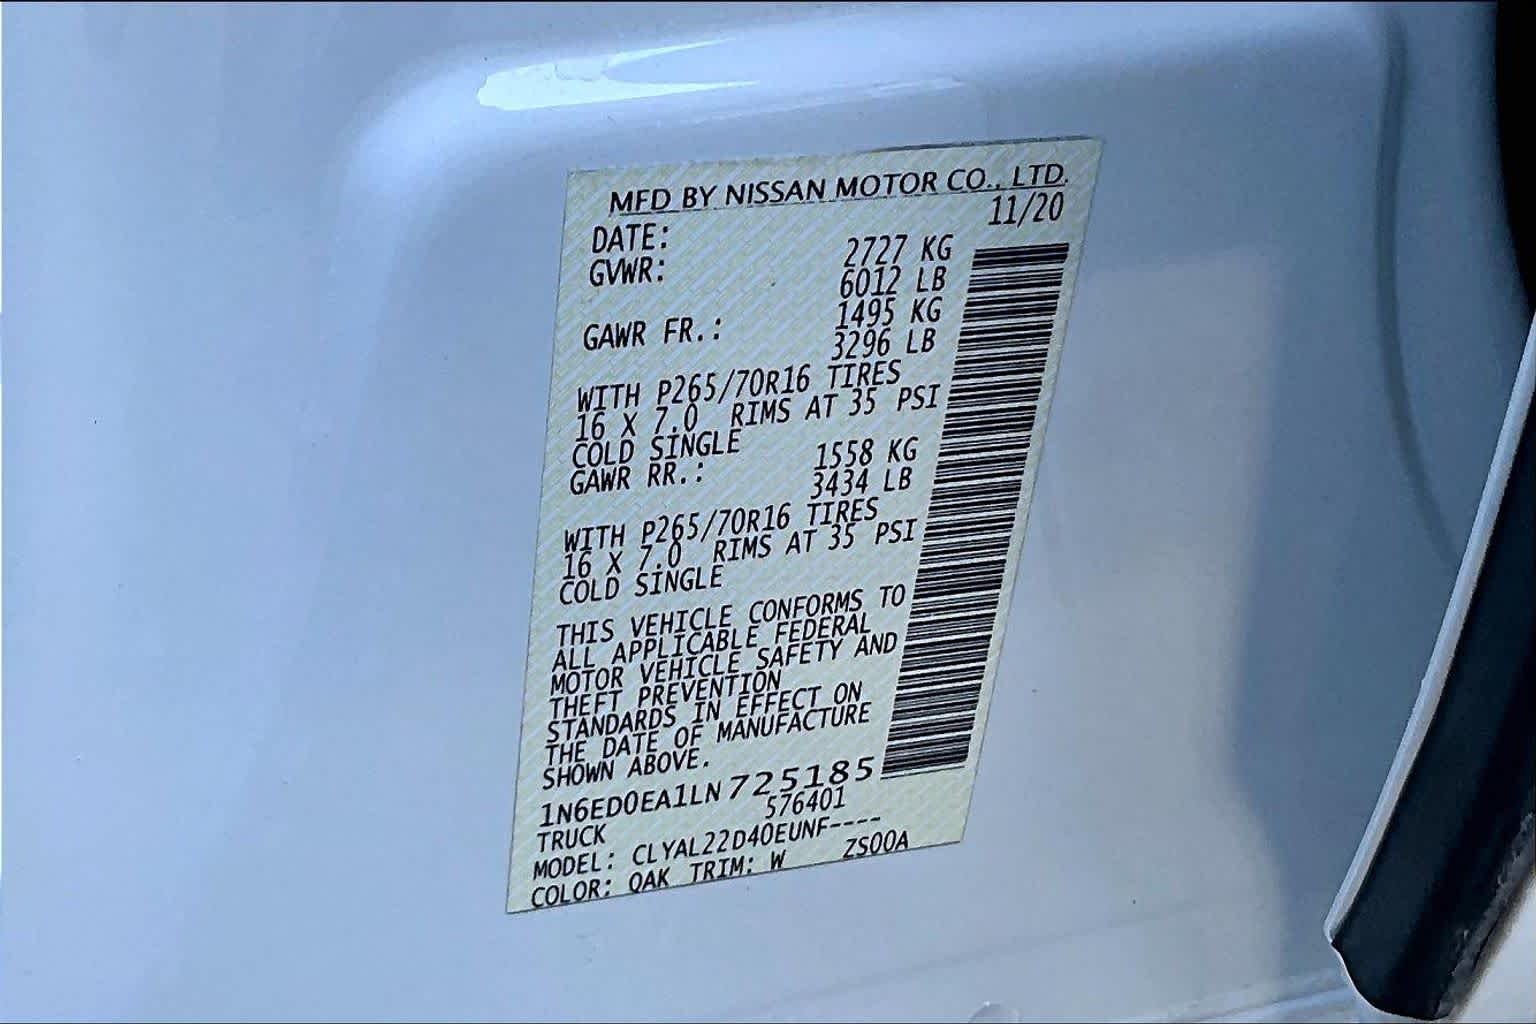 MFD BY NISSAN MOTOR CO., LTD.
DATE: 11/20
GVWR: 2727 KG
6012 LB
GAWR FR.: 1495 KG
3296 LB
WITH P265/70R16 TIRES
16 X 7.0 RIMS AT 35 PSI
COLD SINGLE
GAWR RR.: 1558 KG
3434 LB
WITH P265/70R16 TIRES
16 X 7.0 RIMS AT 35 PSI
COLD SINGLE
THIS VEHICLE CONFORMS TO
ALL APPLICABLE FEDERAL
MOTOR VEHICLE SAFETY AND
THEFT PREVENTION
STANDARDS IN EFFECT ON
THE DATE OF MANUFACTURE
SHOWN ABOVE.
1N6ED0EA1LN725185
TRUCK 576401
MODEL: CLYAL22D40EUNF----
COLOR: QAK TRIM: W ZS00A